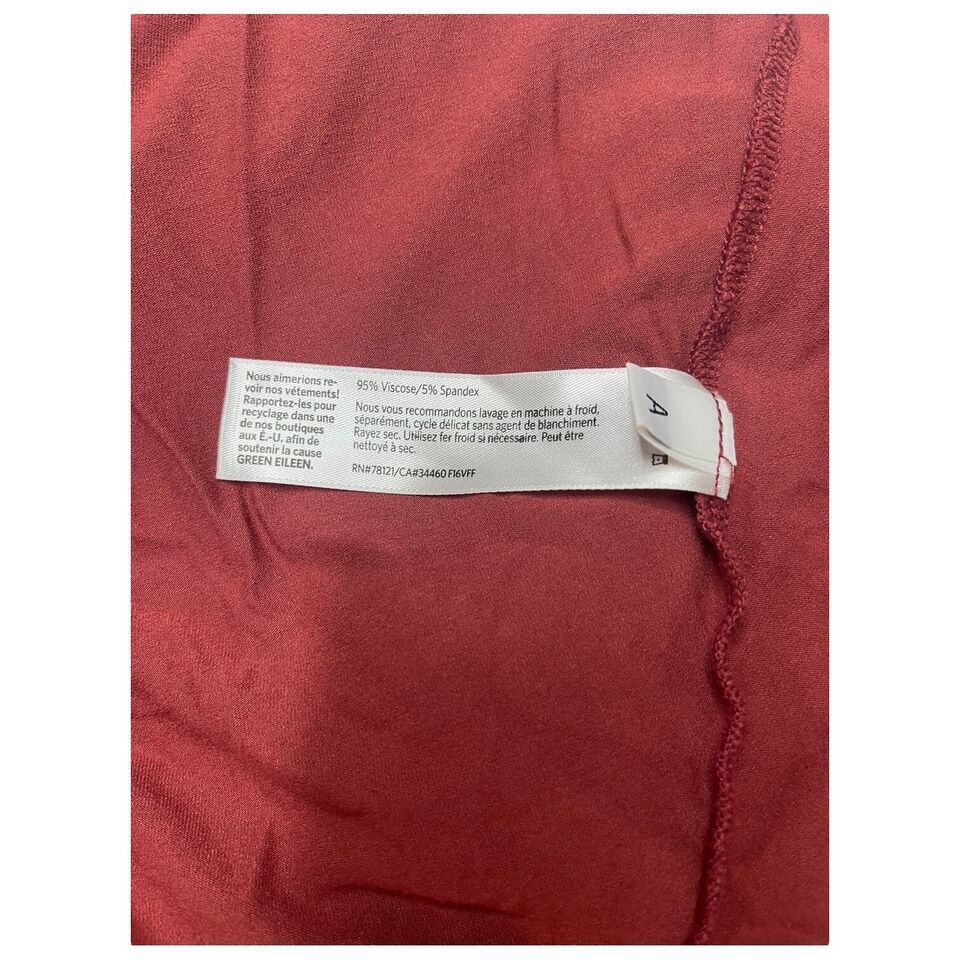 Nous aimerions re-
voir nos vêtements!
Rapportez-les pour
recyclage dans une
de nos boutiques
aux É.-U. afin de
soutenir la cause
GREEN EILEEN.
95% Viscose/5% Spandex
Nous vous recommandons lavage en machine à froid,
séparément, cycle délicat sans agent de blanchiment.
Rayez sec. Utilisez fer froid si nécessaire. Peut être
nettoyé à sec.
RN#78121/CA#34460 F16VFF
A